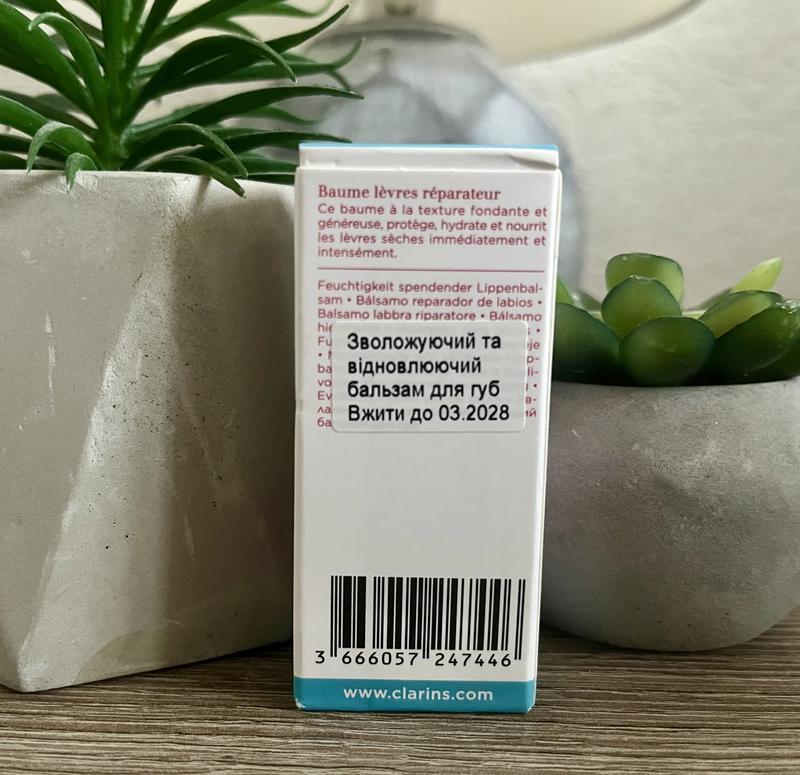 Baume lèvres réparateur
Ce baume à la texture fondante et
généreuse, protège, hydrate et nourrit
les lèvres sèches immédiatement et
intensément.
Feuchtigkeit spendender Lippenbal-
sam • Bálsamo reparador de labios •
Balsamo labbra riparatore • Bálsamo
Зволожуючий та
відновлюючий
бальзам для губ
Вжити до 03.2028
3 666057 247446
www.clarins.com